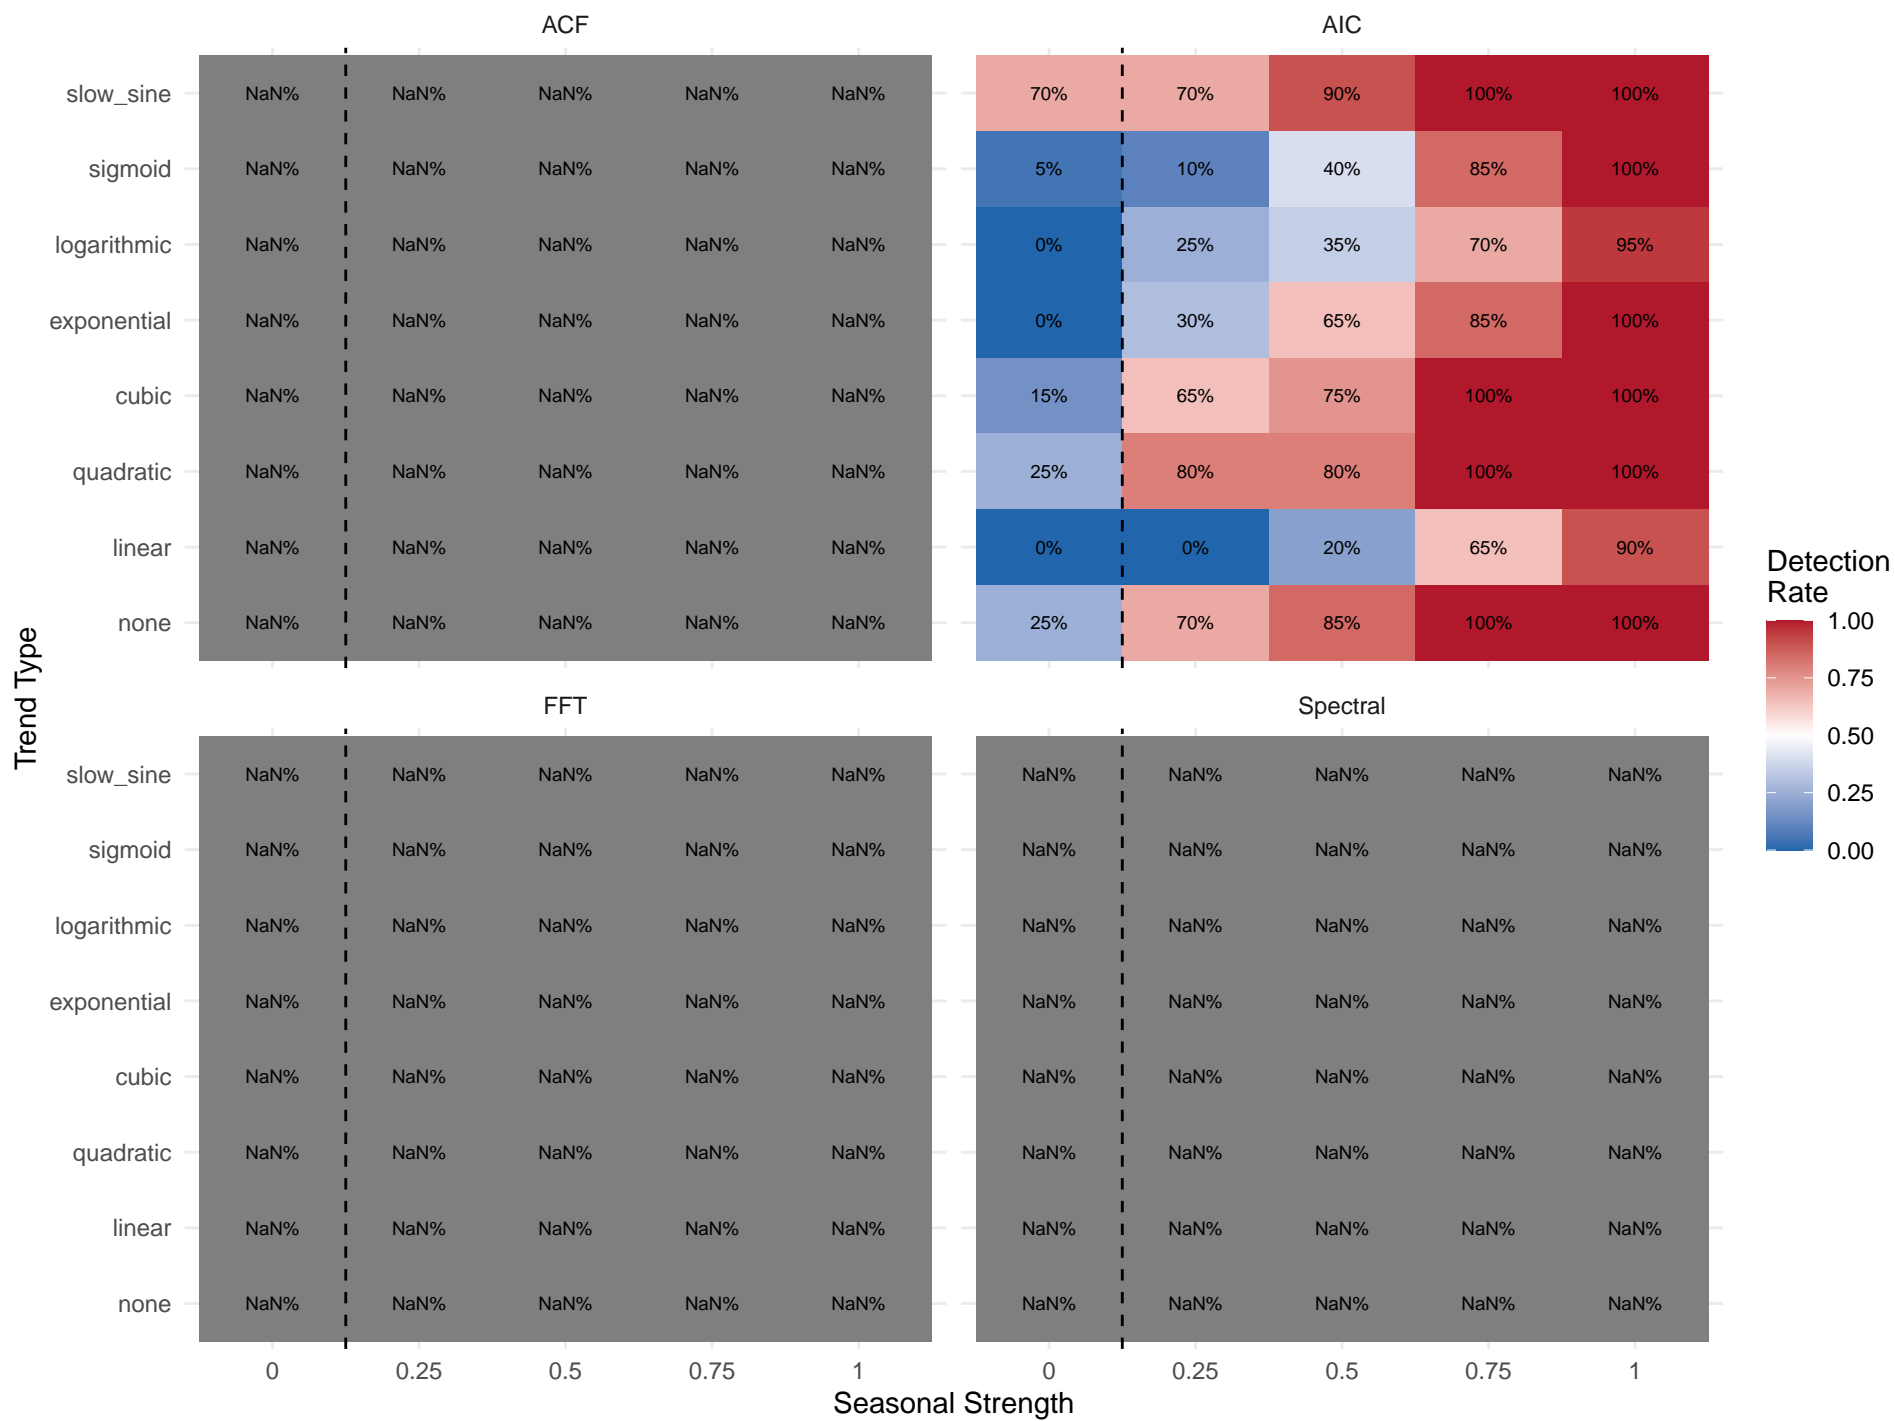 ACF
AIC
slow_sine NaN% NaN% NaN% NaN% NaN% 70% 70% 90% 100% 100%
sigmoid NaN% NaN% NaN% NaN% NaN% 5% 10% 40% 85% 100%
logarithmic NaN% NaN% NaN% NaN% NaN% 0% 25% 35% 70% 95%
exponential NaN% NaN% NaN% NaN% NaN% 0% 30% 65% 85% 100%
cubic NaN% NaN% NaN% NaN% NaN% 15% 65% 75% 100% 100%
quadratic NaN% NaN% NaN% NaN% NaN% 25% 80% 80% 100% 100%
linear NaN% NaN% NaN% NaN% NaN% 0% 0% 20% 65% 90%
none NaN% NaN% NaN% NaN% NaN% 25% 70% 85% 100% 100%
FFT
Spectral
slow_sine NaN% NaN% NaN% NaN% NaN% NaN% NaN% NaN% NaN% NaN%
sigmoid NaN% NaN% NaN% NaN% NaN% NaN% NaN% NaN% NaN% NaN%
logarithmic NaN% NaN% NaN% NaN% NaN% NaN% NaN% NaN% NaN% NaN%
exponential NaN% NaN% NaN% NaN% NaN% NaN% NaN% NaN% NaN% NaN%
cubic NaN% NaN% NaN% NaN% NaN% NaN% NaN% NaN% NaN% NaN%
quadratic NaN% NaN% NaN% NaN% NaN% NaN% NaN% NaN% NaN% NaN%
linear NaN% NaN% NaN% NaN% NaN% NaN% NaN% NaN% NaN% NaN%
none NaN% NaN% NaN% NaN% NaN% NaN% NaN% NaN% NaN% NaN%
0 0.25 0.5 0.75 1 0 0.25 0.5 0.75 1
Seasonal Strength
Trend Type
Detection
Rate
1.00
0.75
0.50
0.25
0.00